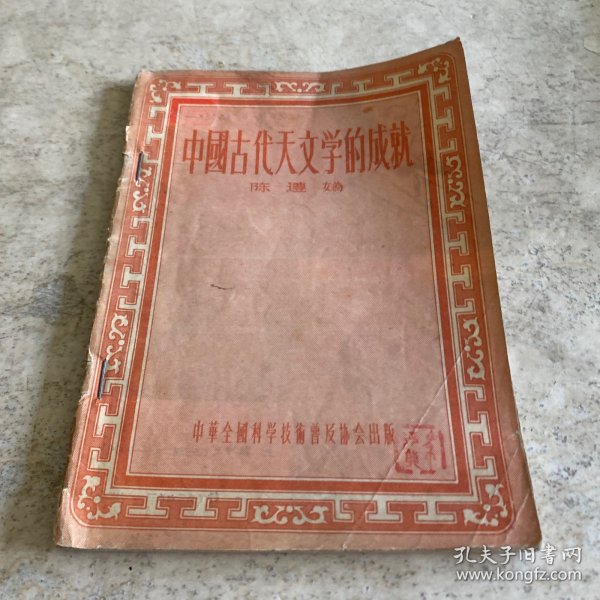 中國古代天文学的成就
陈遵妫
中華全國科学技術普及协会出版
孔夫子旧书网
www.kongfz.com